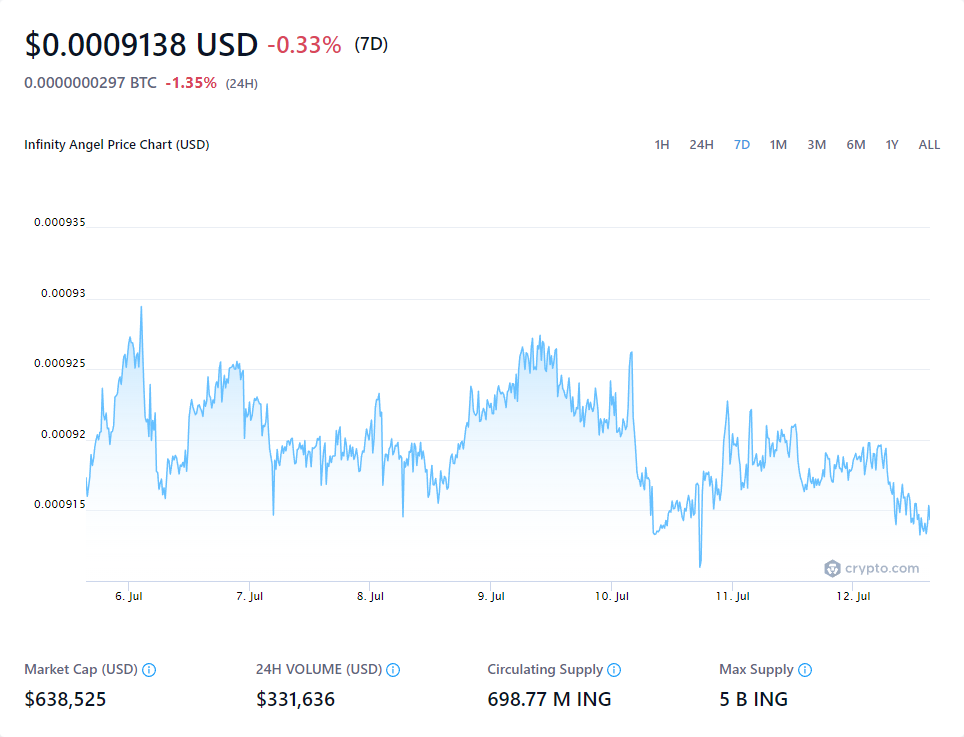 $0.0009138 USD -0.33% (7D)
0.0000000297 BTC -1.35% (24H)
Infinity Angel Price Chart (USD)
1H 24H 7D 1M 3M 6M 1Y ALL
0.000935
0.00093
0.000925
0.00092
0.000915
crypto.com
6. Jul 7. Jul 8. Jul 9. Jul 10. Jul 11. Jul 12. Jul
Market Cap (USD) 24H VOLUME (USD) Circulating Supply Max Supply
$638,525 $331,636 698.77 M ING 5 B ING